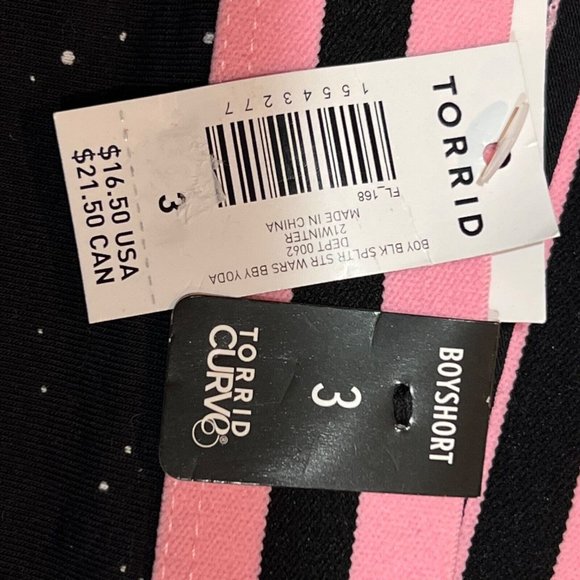 TORRID
15543277
FL_168
3
BOY BLK SPLTR STR WARS BBY YODA
DEPT 0062
21WINTER
MADE IN CHINA
$16.50 USA
$21.50 CAN
BOYSHORT
3
TORRID
CURVE®